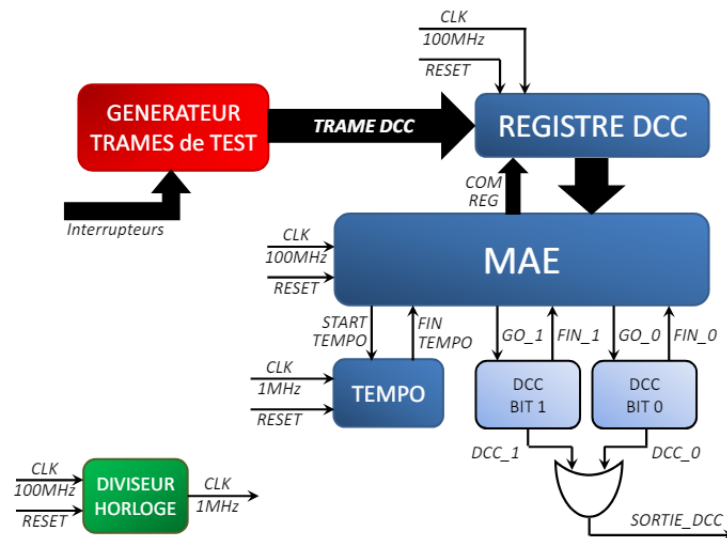 CLK
100MHz
RESET
GENERATEUR
TRAMES de TEST
TRAME DCC
REGISTRE DCC
COM
REG
Interrupteurs
CLK
100MHz
RESET
MAE
START
TEMPO
FIN
TEMPO
GO_1
FIN_1
GO_0
FIN_0
CLK
1MHz
RESET
TEMPO
DCC
BIT 1
DCC
BIT 0
DCC_1
DCC_0
CLK
100MHz
RESET
DIVISEUR
HORLOGE
CLK
1MHz
SORTIE_DCC